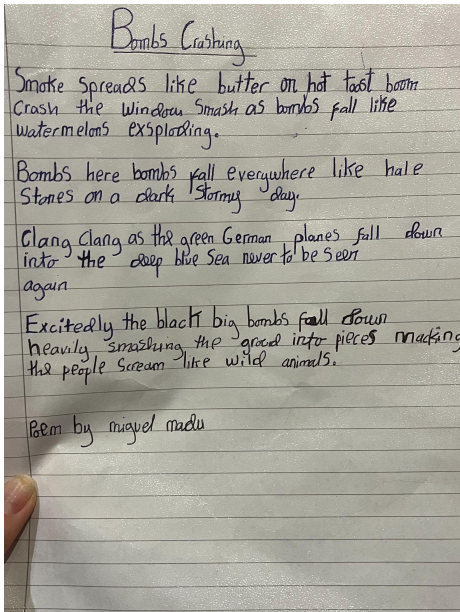 Bombs Crashing
Smoke Spreads like butter on hot tost boom
Crash the window Smash as bombs fall like
watermelons exsploding.
Bombs here bombs fall everywhere like hale
Stones on a dark Stormy day.
Clang Clang as the green German planes fall down
into the deep blue Sea never to be seen
again
Excitedly the black big bombs fall down
heavily smashing the groud into pieces macking
the people Scream like wild animals.
Poem by miguel madu